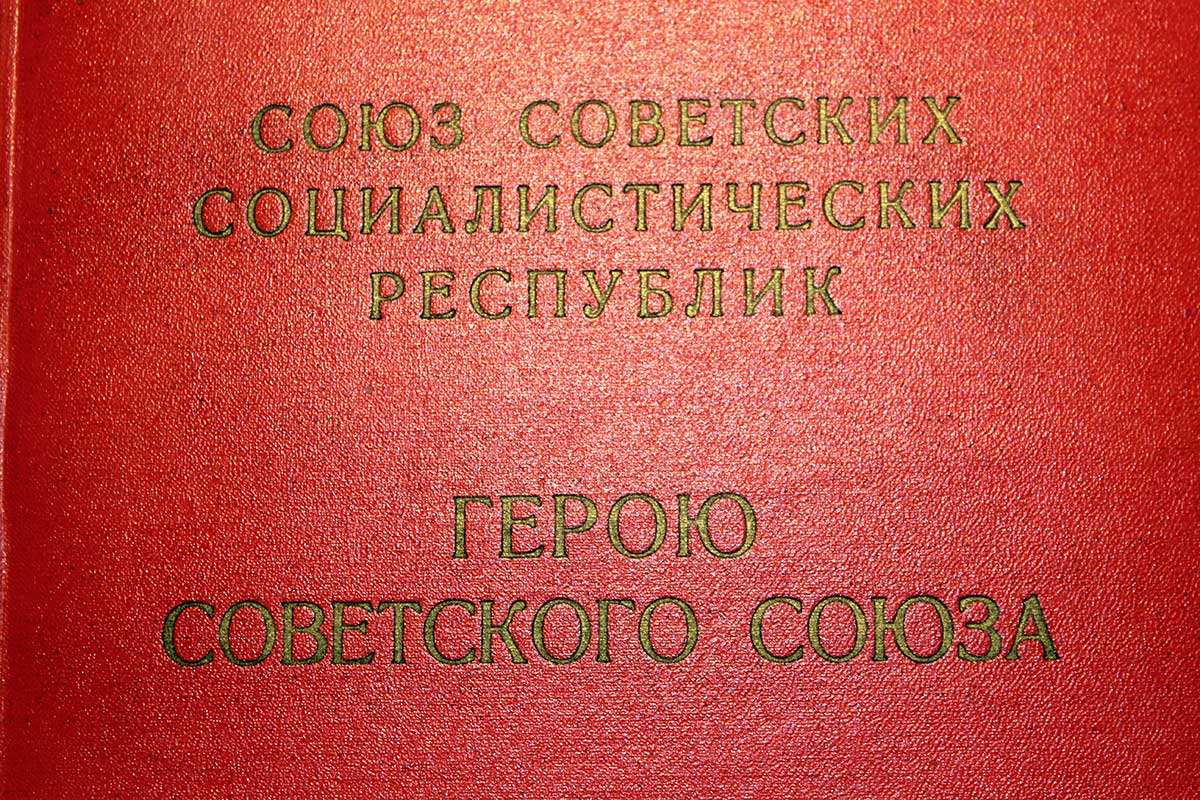 СОЮЗ СОВЕТСКИХ
СОЦИАЛИСТИЧЕСКИХ
РЕСПУБЛИК
ГЕРОЮ
СОВЕТСКОГО СОЮЗА